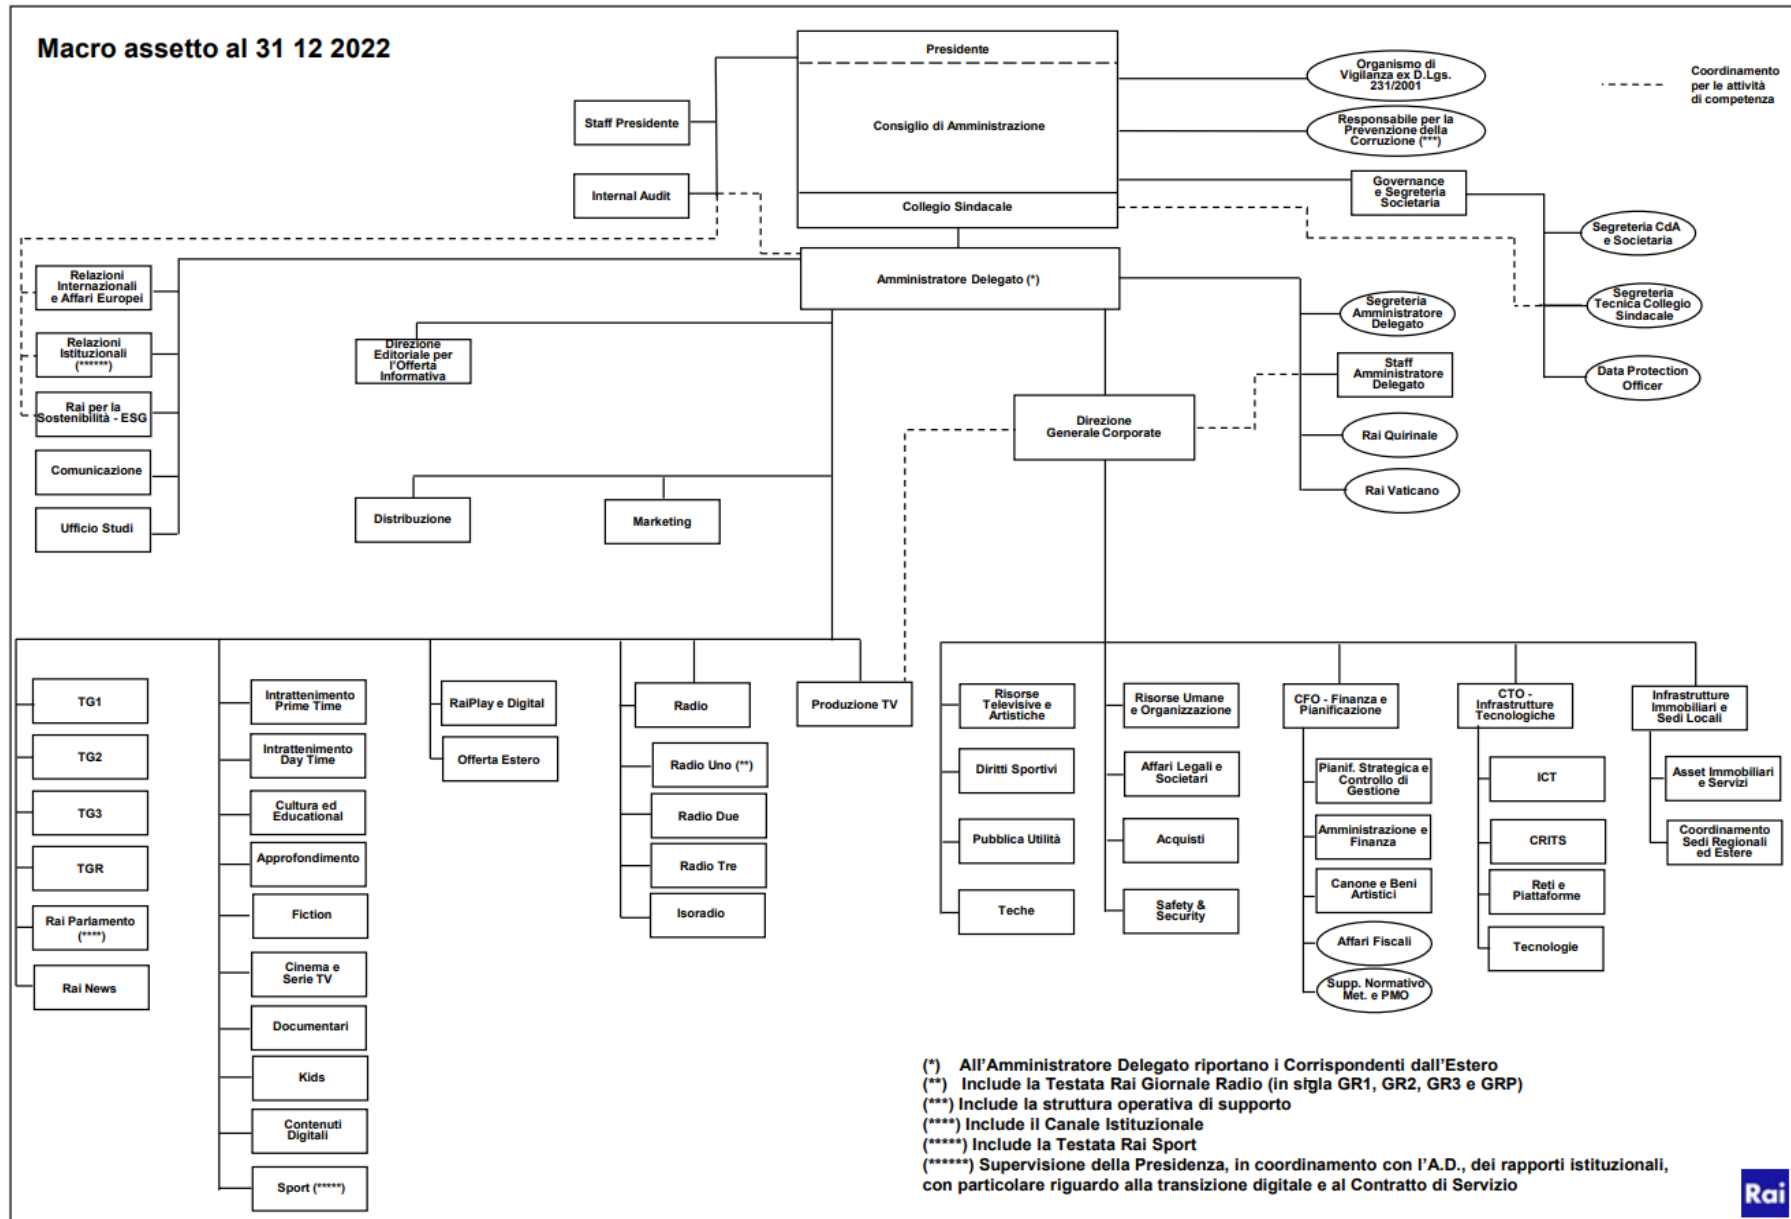 Macro assetto al 31 12 2022
Presidente
Consiglio di Amministrazione
Collegio Sindacale
Organismo di
Vigilanza ex D.Lgs.
231/2001
Responsabile per la
Prevenzione della
Corruzione (***)
Coordinamento
per le attività
di competenza
Staff Presidente
Internal Audit
Governance
e Segreteria
Societaria
Segreteria CdA
e Societaria
Segreteria
Tecnica Collegio
Sindacale
Data Protection
Officer
Amministratore Delegato (*)
Relazioni
Internazionali
e Affari Europei
Relazioni
Istituzionali
(******)
Rai per la
Sostenibilità - ESG
Comunicazione
Ufficio Studi
Direzione
Editoriale per
l'Offerta
Informativa
Segreteria
Amministratore
Delegato
Staff
Amministratore
Delegato
Rai Quirinale
Rai Vaticano
Direzione
Generale Corporate
Distribuzione
Marketing
TG1
TG2
TG3
TGR
Rai Parlamento
(****)
Rai News
Intrattenimento
Prime Time
Intrattenimento
Day Time
Cultura ed
Educational
Approfondimento
Fiction
Cinema e
Serie TV
Documentari
Kids
Contenuti
Digitali
Sport (*****)
RaiPlay e Digital
Offerta Estero
Radio
Radio Uno (**)
Radio Due
Radio Tre
Isoradio
Produzione TV
Risorse
Televisive e
Artistiche
Diritti Sportivi
Pubblica Utilità
Teche
Risorse Umane
e Organizzazione
Affari Legali e
Societari
Acquisti
Safety &
Security
CFO - Finanza e
Pianificazione
Pianif. Strategica e
Controllo di
Gestione
Amministrazione e
Finanza
Canone e Beni
Artistici
Affari Fiscali
Supp. Normativo
Met. e PMO
CTO -
Infrastrutture
Tecnologiche
ICT
CRITS
Reti e
Piattaforme
Tecnologie
Infrastrutture
Immobiliari e
Sedi Locali
Asset Immobiliari
e Servizi
Coordinamento
Sedi Regionali
ed Estere
(*) All'Amministratore Delegato riportano i Corrispondenti dall'Estero
(**) Include la Testata Rai Giornale Radio (in sigla GR1, GR2, GR3 e GRP)
(***) Include la struttura operativa di supporto
(****) Include il Canale Istituzionale
(*****) Include la Testata Rai Sport
(******) Supervisione della Presidenza, in coordinamento con l'A.D., dei rapporti istituzionali,
con particolare riguardo alla transizione digitale e al Contratto di Servizio
Rai